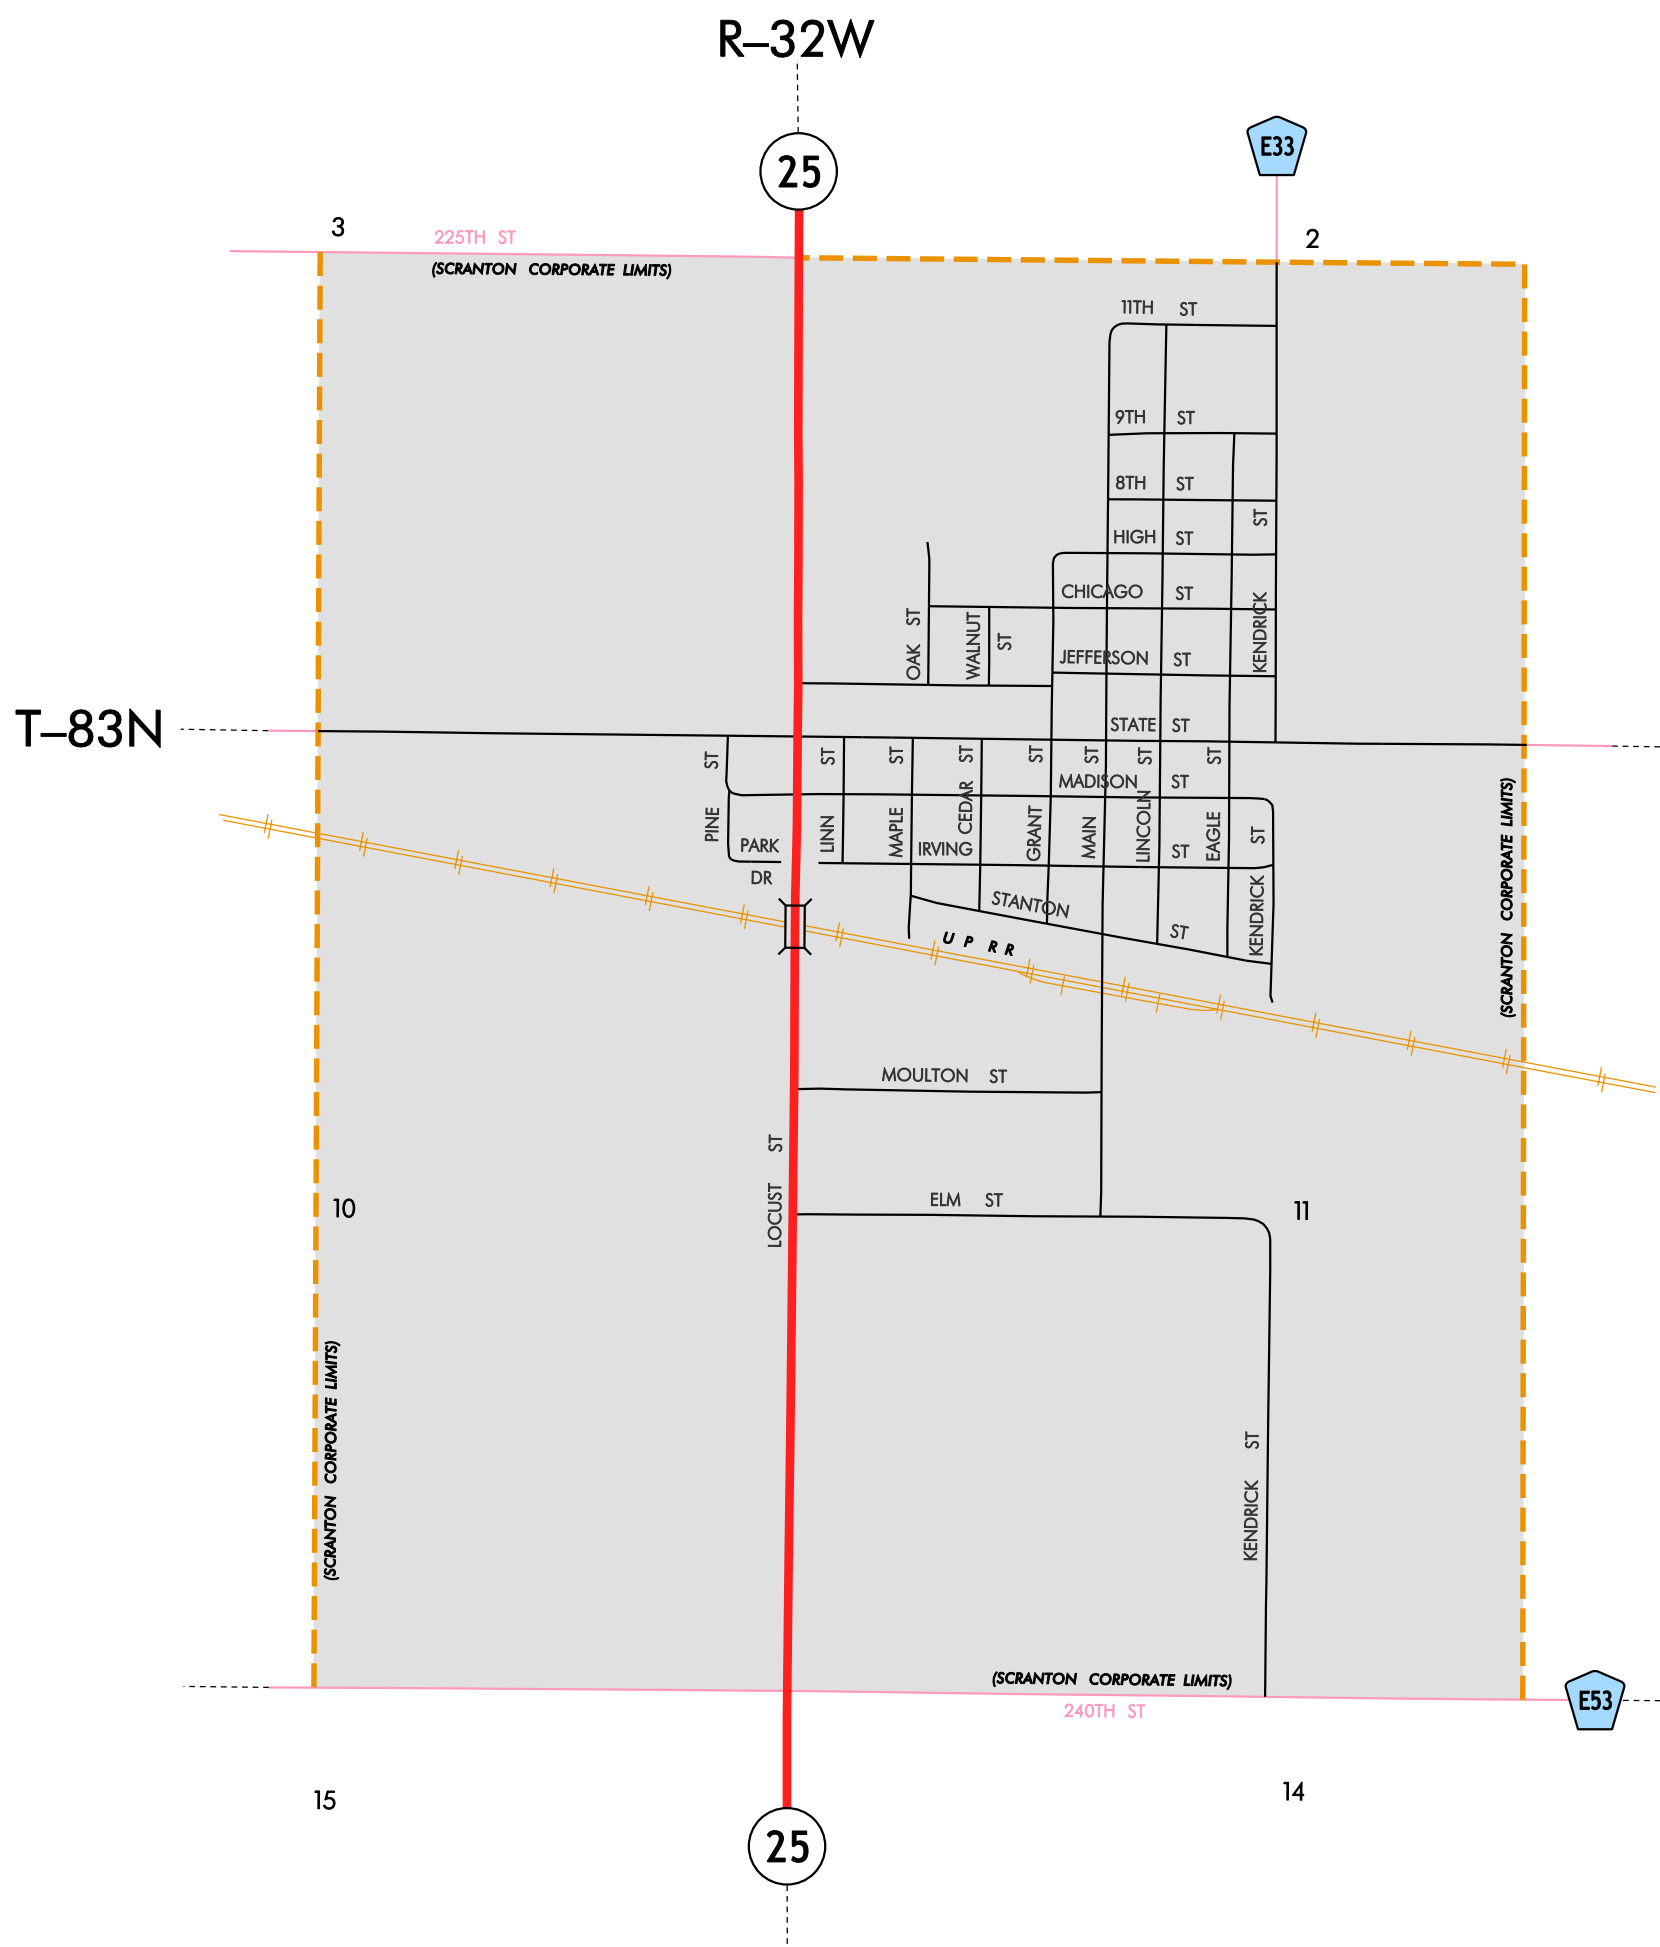 R–32W
25
E33
3
2
225TH ST
(SCRANTON CORPORATE LIMITS)
11TH ST
9TH ST
8TH ST
KENDRICK ST
HIGH ST
CHICAGO ST
OAK ST
WALNUT ST
JEFFERSON ST
T–83N
STATE ST
PINE ST
LINN ST
MAPLE ST
CEDAR ST
GRANT ST
MAIN ST
LINCOLN ST
EAGLE ST
MADISON ST
KENDRICK ST
(SCRANTON CORPORATE LIMITS)
PARK DR
IRVING ST
STANTON ST
U P R R
MOULTON ST
LOCUST ST
ELM ST
10
11
(SCRANTON CORPORATE LIMITS)
KENDRICK ST
(SCRANTON CORPORATE LIMITS)
240TH ST
E53
15
14
25